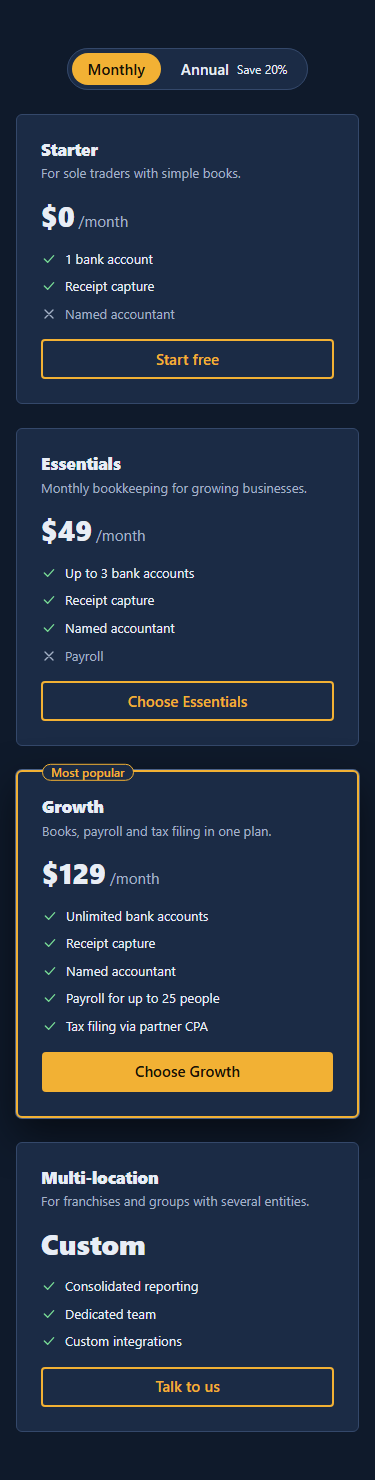 Monthly Annual Save 20%
Starter
For sole traders with simple books.
$0 /month
1 bank account
Receipt capture
Named accountant
Start free
Essentials
Monthly bookkeeping for growing businesses.
$49 /month
Up to 3 bank accounts
Receipt capture
Named accountant
Payroll
Choose Essentials
Most popular
Growth
Books, payroll and tax filing in one plan.
$129 /month
Unlimited bank accounts
Receipt capture
Named accountant
Payroll for up to 25 people
Tax filing via partner CPA
Choose Growth
Multi-location
For franchises and groups with several entities.
Custom
Consolidated reporting
Dedicated team
Custom integrations
Talk to us